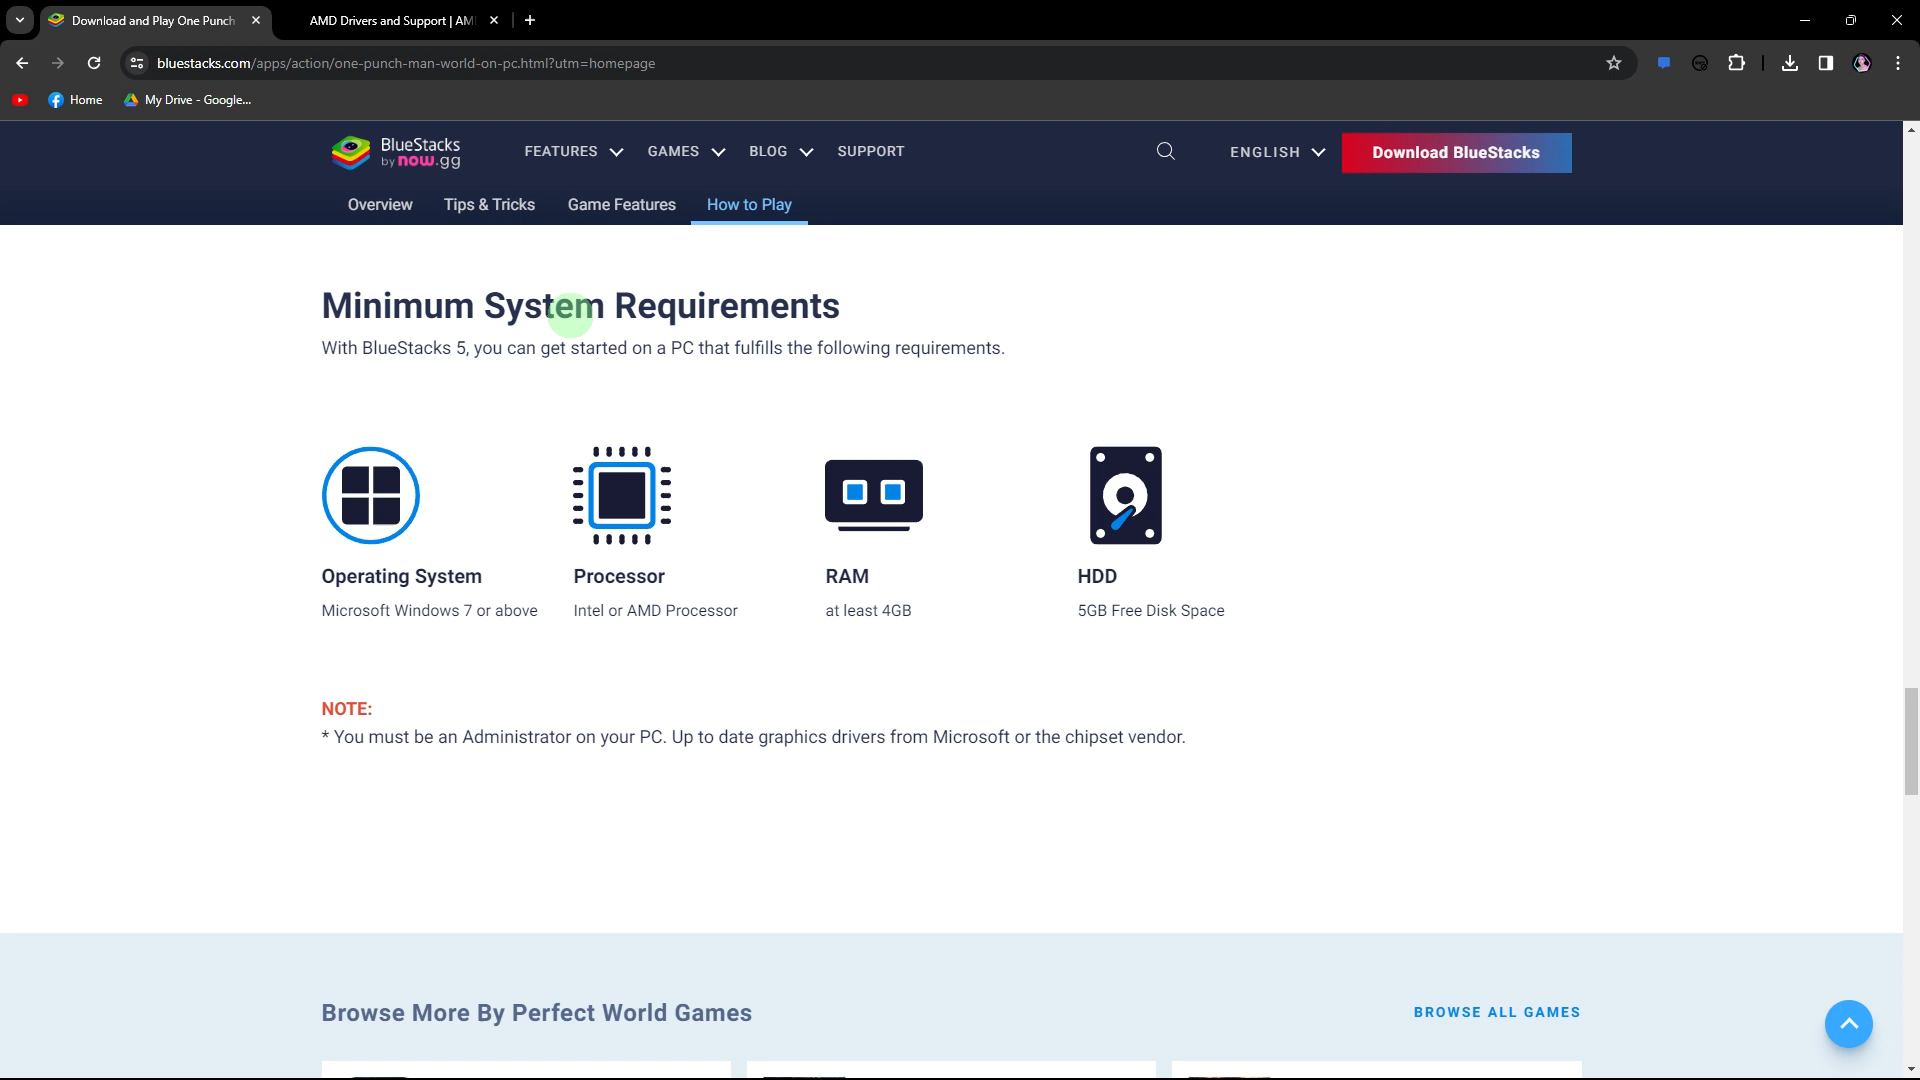 Download and Play One Punch
AMD Drivers and Support | AM
bluestacks.com/apps/action/one-punch-man-world-on-pc.html?utm=homepage
Home
My Drive - Google...
BlueStacks
by now.gg
FEATURES
GAMES
BLOG
SUPPORT
ENGLISH
Download BlueStacks
Overview
Tips & Tricks
Game Features
How to Play
Minimum System Requirements
With BlueStacks 5, you can get started on a PC that fulfills the following requirements.
Operating System
Microsoft Windows 7 or above
Processor
Intel or AMD Processor
RAM
at least 4GB
HDD
5GB Free Disk Space
NOTE:
* You must be an Administrator on your PC. Up to date graphics drivers from Microsoft or the chipset vendor.
Browse More By Perfect World Games
BROWSE ALL GAMES